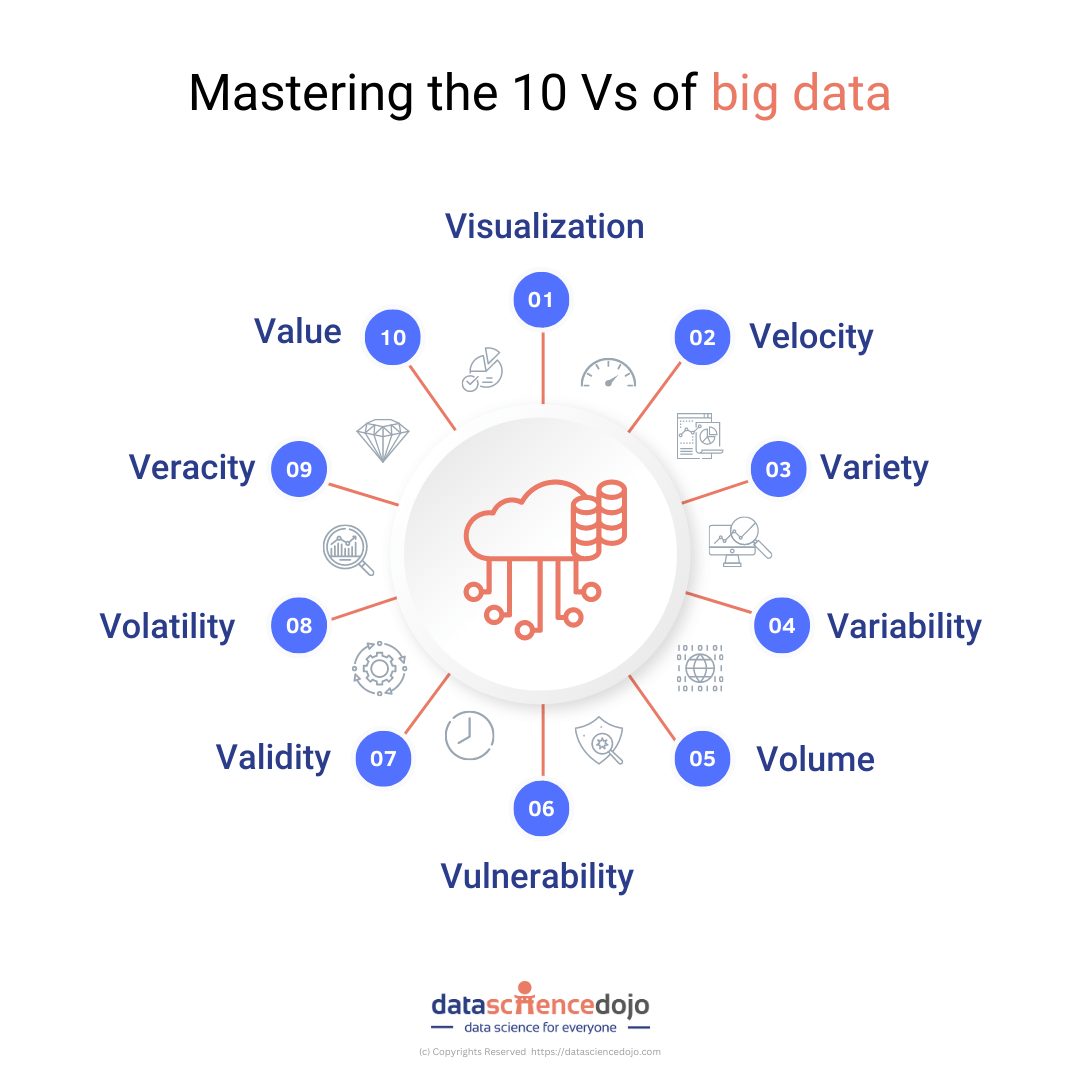 Mastering the 10 Vs of big data
Visualization
01
02
Velocity
03
Variety
04
Variability
05
Volume
06
Vulnerability
07
Validity
08
Volatility
09
Veracity
10
Value
datasciencedojo
data science for everyone
(c) Copyrights Reserved https://datasciencedojo.com